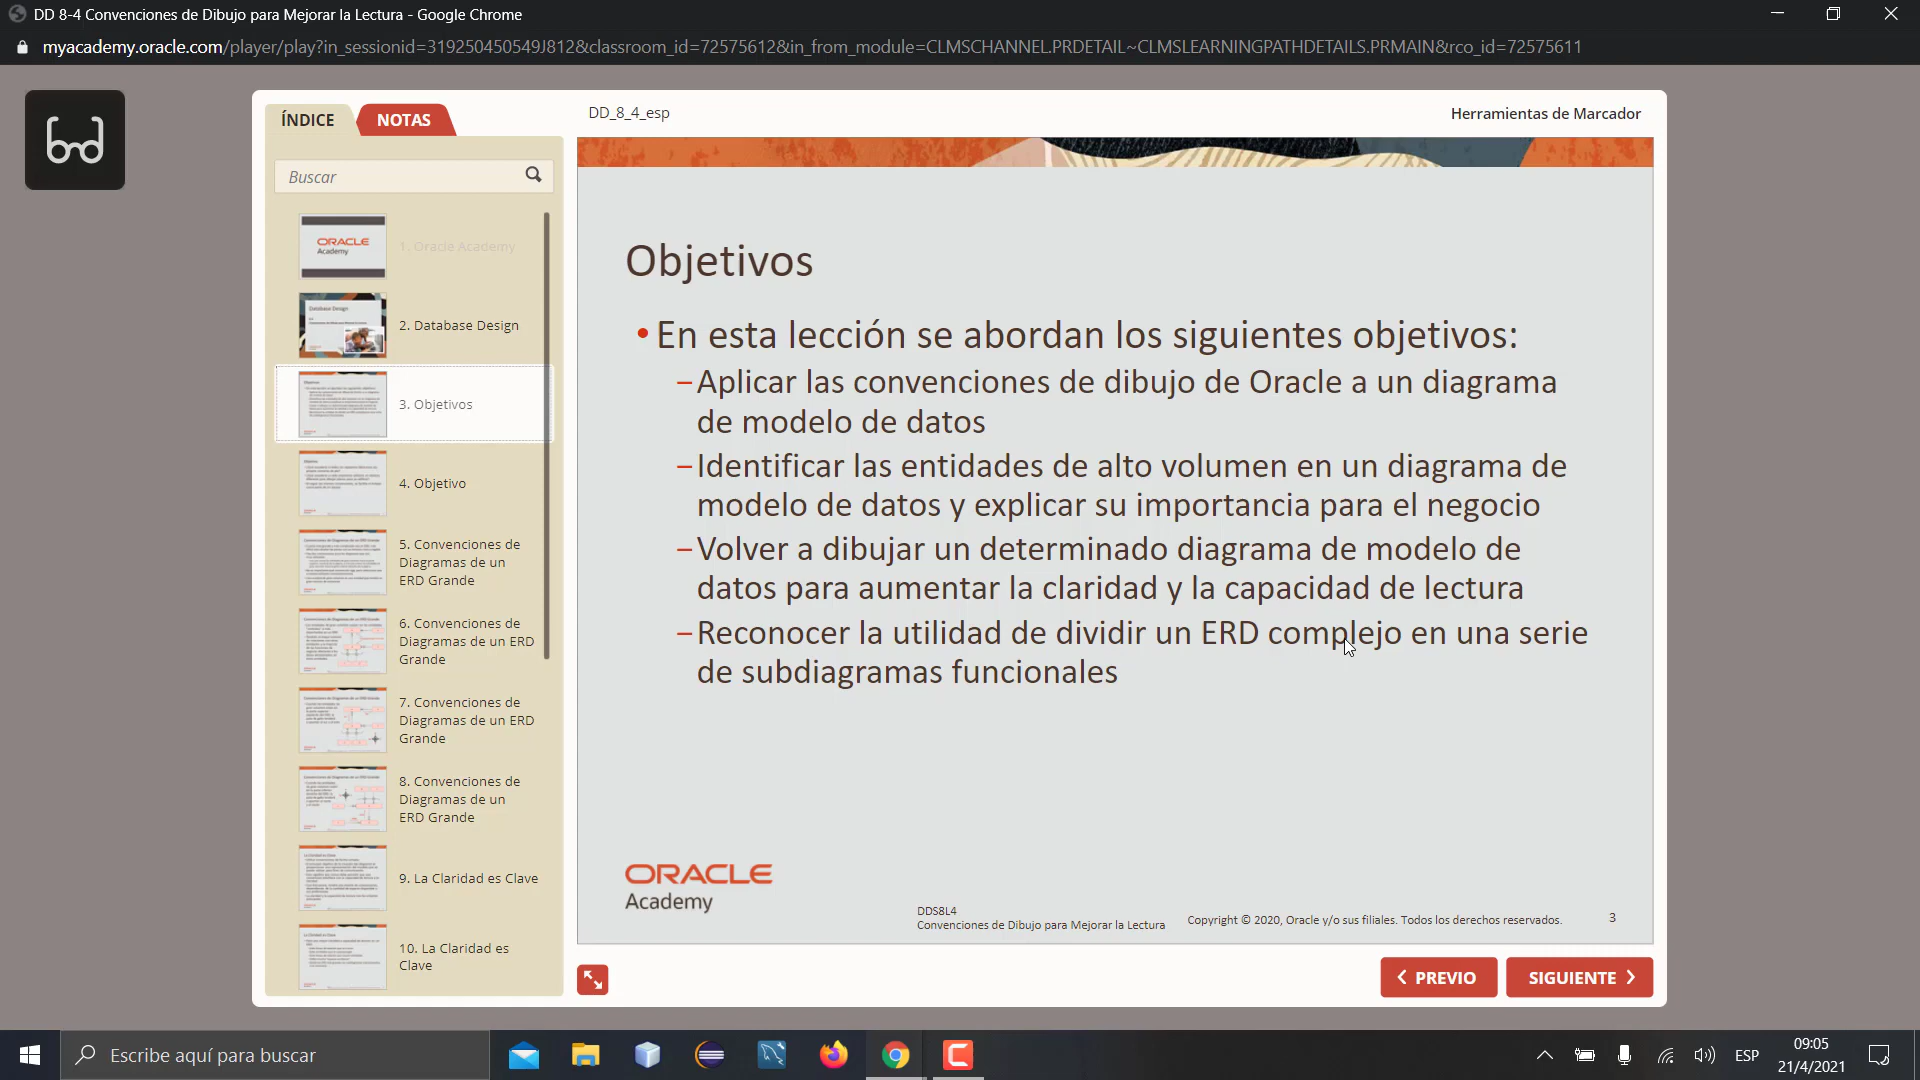 DD 8-4 Convenciones de Dibujo para Mejorar la Lectura - Google Chrome
myacademy.oracle.com/player/play?in_sessionid=319250450549J812&classroom_id=72575612&in_from_module=CLMSCHANNEL.PRDETAIL~CLMSLEARNINGPATHDETAILS.PRMAIN&rco_id=72575611
ÍNDICE
NOTAS
DD_8_4_esp
Herramientas de Marcador
Buscar
ORACLE
Academy
1. Oracle Academy
Database Design
2. Database Design
3. Objetivos
4. Objetivo
5. Convenciones de
Diagramas de un
ERD Grande
6. Convenciones de
Diagramas de un ERD
Grande
7. Convenciones de
Diagramas de un ERD
Grande
8. Convenciones de
Diagramas de un
ERD Grande
9. La Claridad es Clave
10. La Claridad es
Clave
Objetivos
• En esta lección se abordan los siguientes objetivos:
–Aplicar las convenciones de dibujo de Oracle a un diagrama
de modelo de datos
–Identificar las entidades de alto volumen en un diagrama de
modelo de datos y explicar su importancia para el negocio
–Volver a dibujar un determinado diagrama de modelo de
datos para aumentar la claridad y la capacidad de lectura
–Reconocer la utilidad de dividir un ERD complejo en una serie
de subdiagramas funcionales
ORACLE
Academy
DDS8L4
Convenciones de Dibujo para Mejorar la Lectura
Copyright © 2020, Oracle y/o sus filiales. Todos los derechos reservados.
3
PREVIO
SIGUIENTE
Escribe aquí para buscar
ESP
09:05
21/4/2021